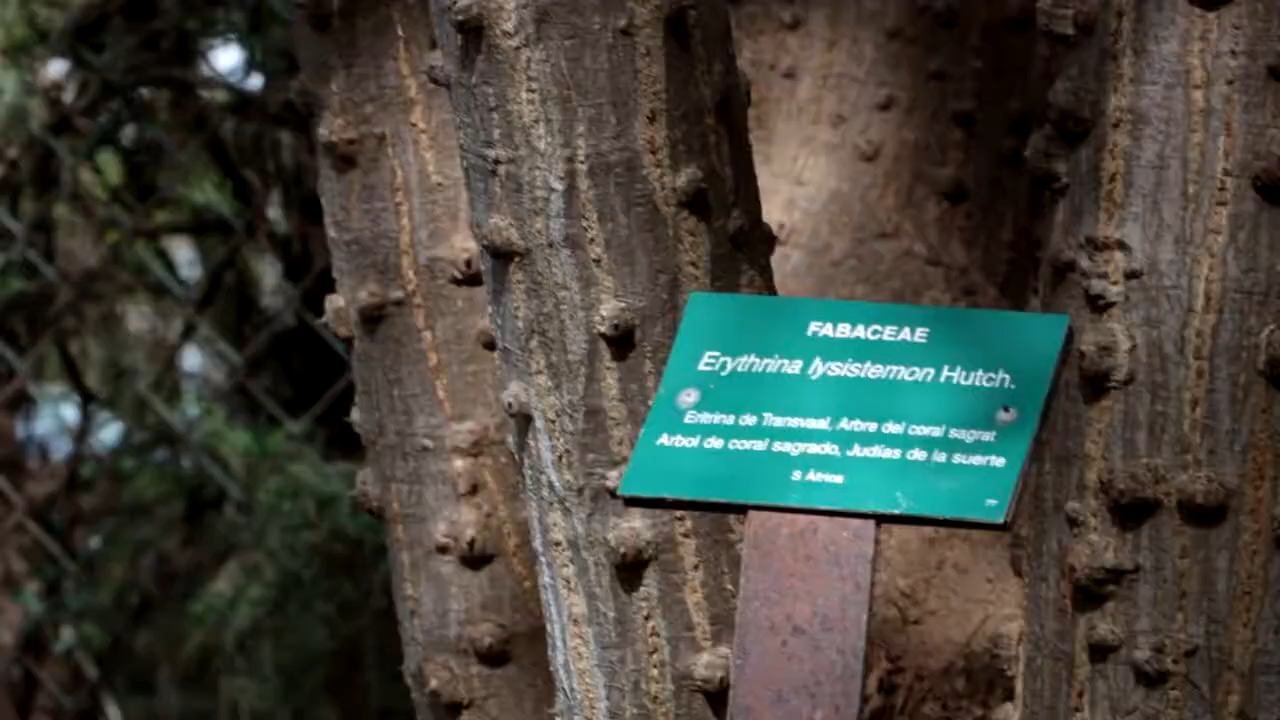 FABACEAE
Erythrina lysistemon Hutch.
Eritrina de Transvaal, Arbre del coral sagrat
Arbol de coral sagrado, Judías de la suerte
S África